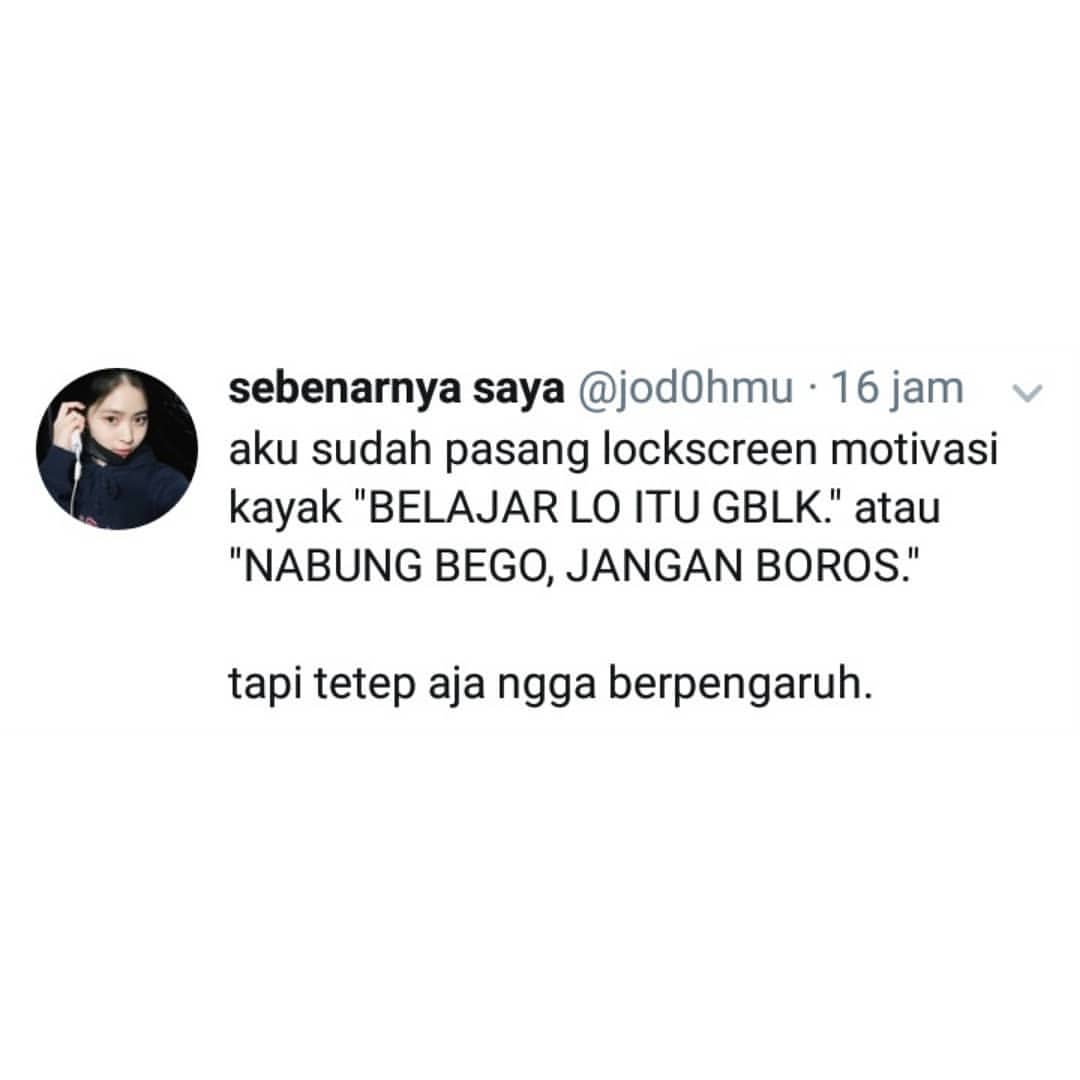 sebenarnya saya @jod0hmu · 16 jam
aku sudah pasang lockscreen motivasi
kayak "BELAJAR LO ITU GBLK." atau
"NABUNG BEGO, JANGAN BOROS."
tapi tetep aja ngga berpengaruh.